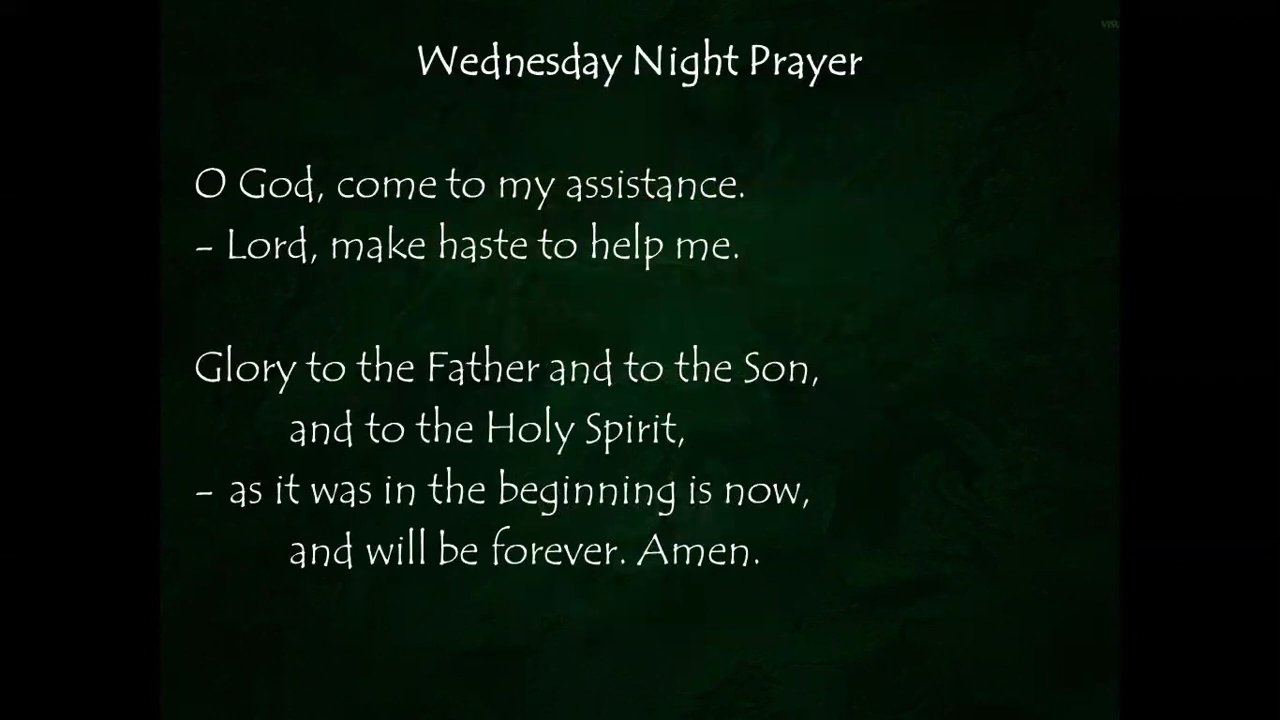 Wednesday Night Prayer
O God, come to my assistance.
- Lord, make haste to help me.
Glory to the Father and to the Son,
and to the Holy Spirit,
- as it was in the beginning is now,
and will be forever. Amen.